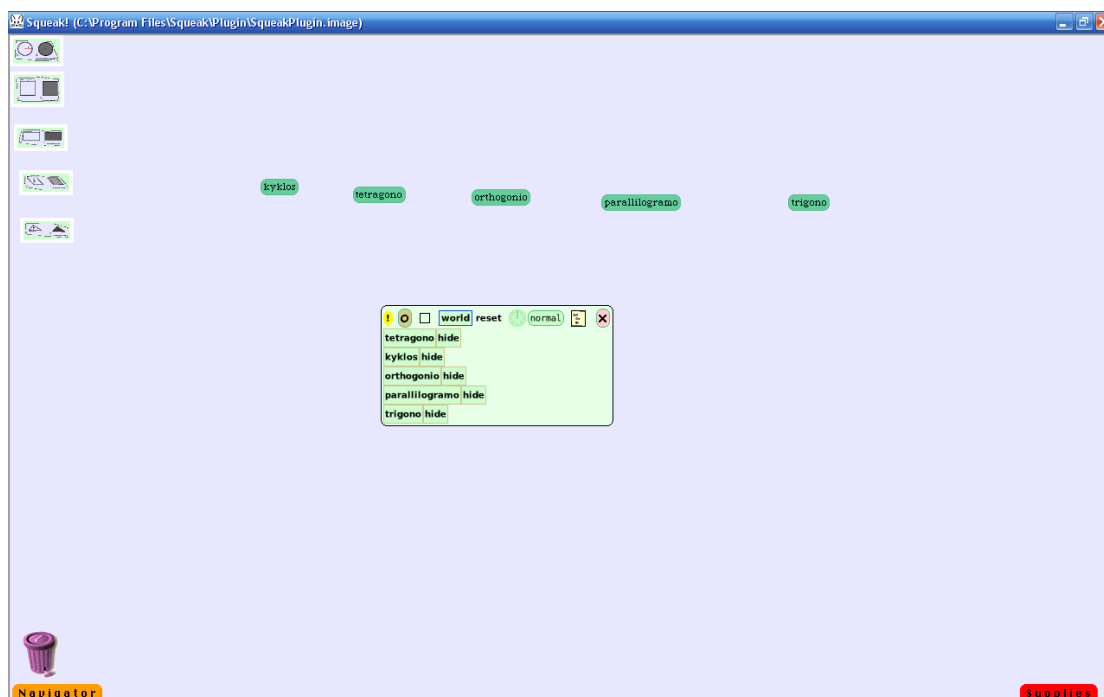 Squeak! (C:\Program Files\Squeak\Plugin\SqueakPlugin.image)
kyklos
tetragono
orthogonio
parallilogramo
trigono
! world reset normal
tetragono hide
kyklos hide
orthogonio hide
parallilogramo hide
trigono hide
Navigator
Supplies